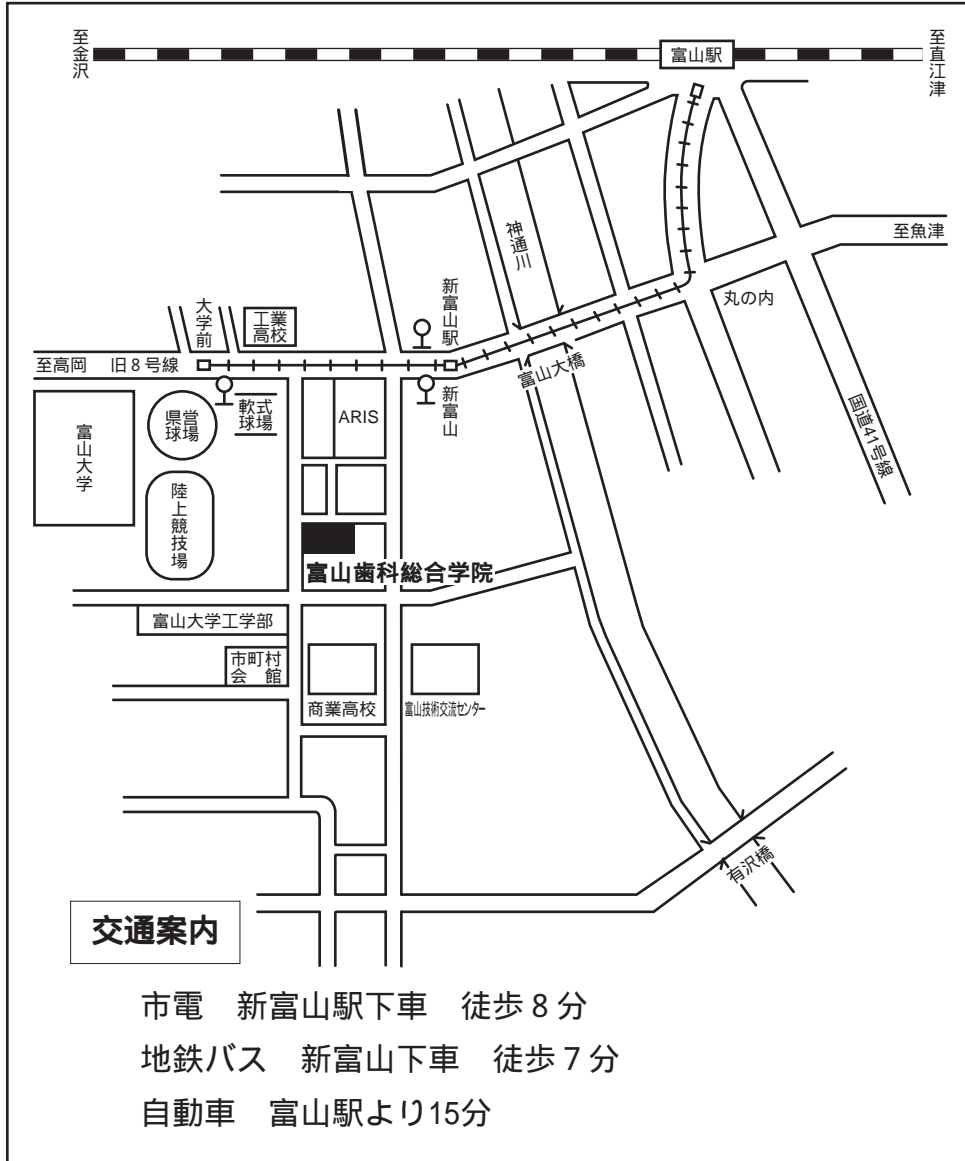 至金沢
富山駅
至直江津
神通川
至魚津
丸の内
新富山駅
大学前
工業
高校
至高岡 旧８号線
富山大橋
新富山
国道41号線
富山大学
県営
球場
軟式
球場
ARIS
陸上競技場
富山歯科総合学院
富山大学工学部
市町村
会 館
商業高校
富山技術交流センター
有沢橋
交通案内
市電 新富山駅下車 徒歩８分
地鉄バス 新富山下車 徒歩７分
自動車 富山駅より15分